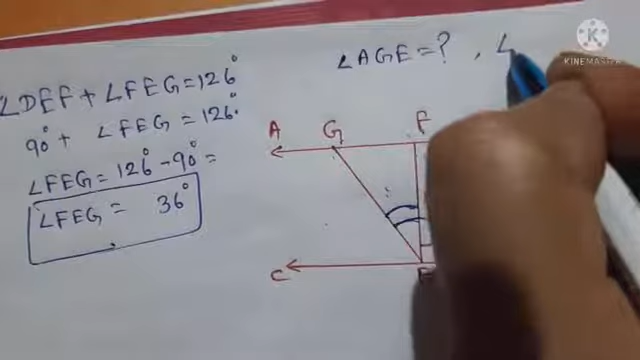 ∠DEF + ∠FEG = 126°
90° + ∠FEG = 126°
∠FEG = 126° - 90° =
∠FEG = 36°
∠AGE = ? , ∠
A G F
C E
KINEMASTER